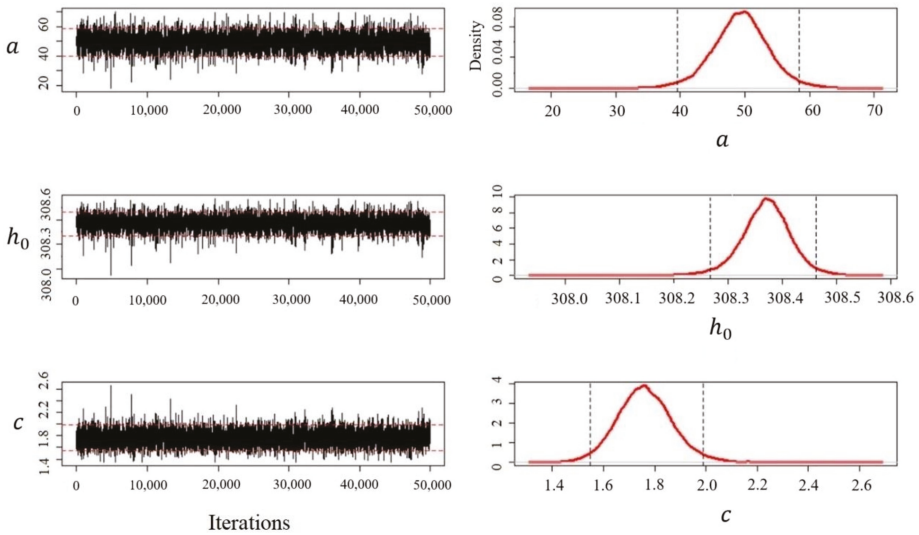 a
20 40 60
0 10,000 20,000 30,000 40,000 50,000
Density
0.00 0.04 0.08
20 30 40 50 60 70
a
h0
308.0 308.3 308.6
0 10,000 20,000 30,000 40,000 50,000
0 2 4 6 8 10
308.0 308.1 308.2 308.3 308.4 308.5 308.6
h0
c
1.4 1.8 2.2 2.6
0 10,000 20,000 30,000 40,000 50,000
Iterations
0 1 2 3 4
1.4 1.6 1.8 2.0 2.2 2.4 2.6
c